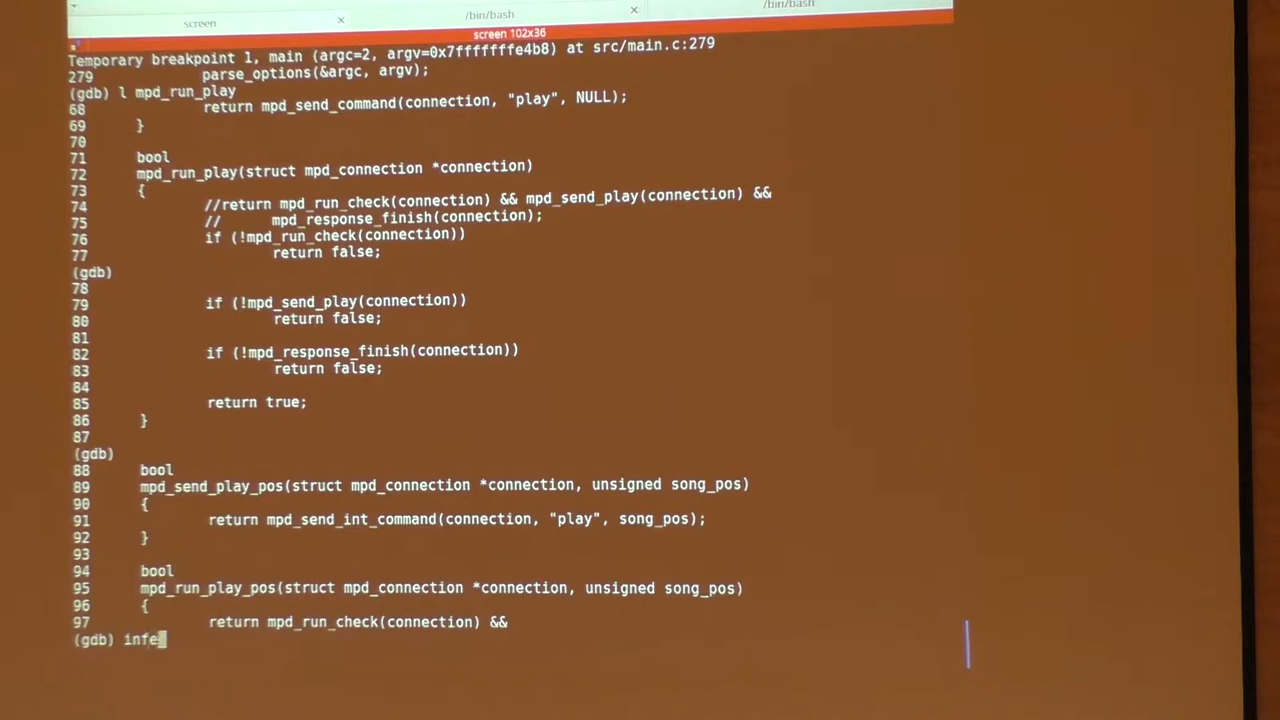 screen ×
/bin/bash ×
/bin/bash
screen 102x36
Temporary breakpoint 1, main (argc=2, argv=0x7fffffffe4b8) at src/main.c:279
279 parse_options(&argc, argv);
(gdb) l mpd_run_play
68 return mpd_send_command(connection, "play", NULL);
69 }
70
71 bool
72 mpd_run_play(struct mpd_connection *connection)
73 {
74 //return mpd_run_check(connection) && mpd_send_play(connection) &&
75 // mpd_response_finish(connection);
76 if (!mpd_run_check(connection))
77 return false;
(gdb)
78
79 if (!mpd_send_play(connection))
80 return false;
81
82 if (!mpd_response_finish(connection))
83 return false;
84
85 return true;
86 }
87
(gdb)
88 bool
89 mpd_send_play_pos(struct mpd_connection *connection, unsigned song_pos)
90 {
91 return mpd_send_int_command(connection, "play", song_pos);
92 }
93
94 bool
95 mpd_run_play_pos(struct mpd_connection *connection, unsigned song_pos)
96 {
97 return mpd_run_check(connection) &&
(gdb) infe